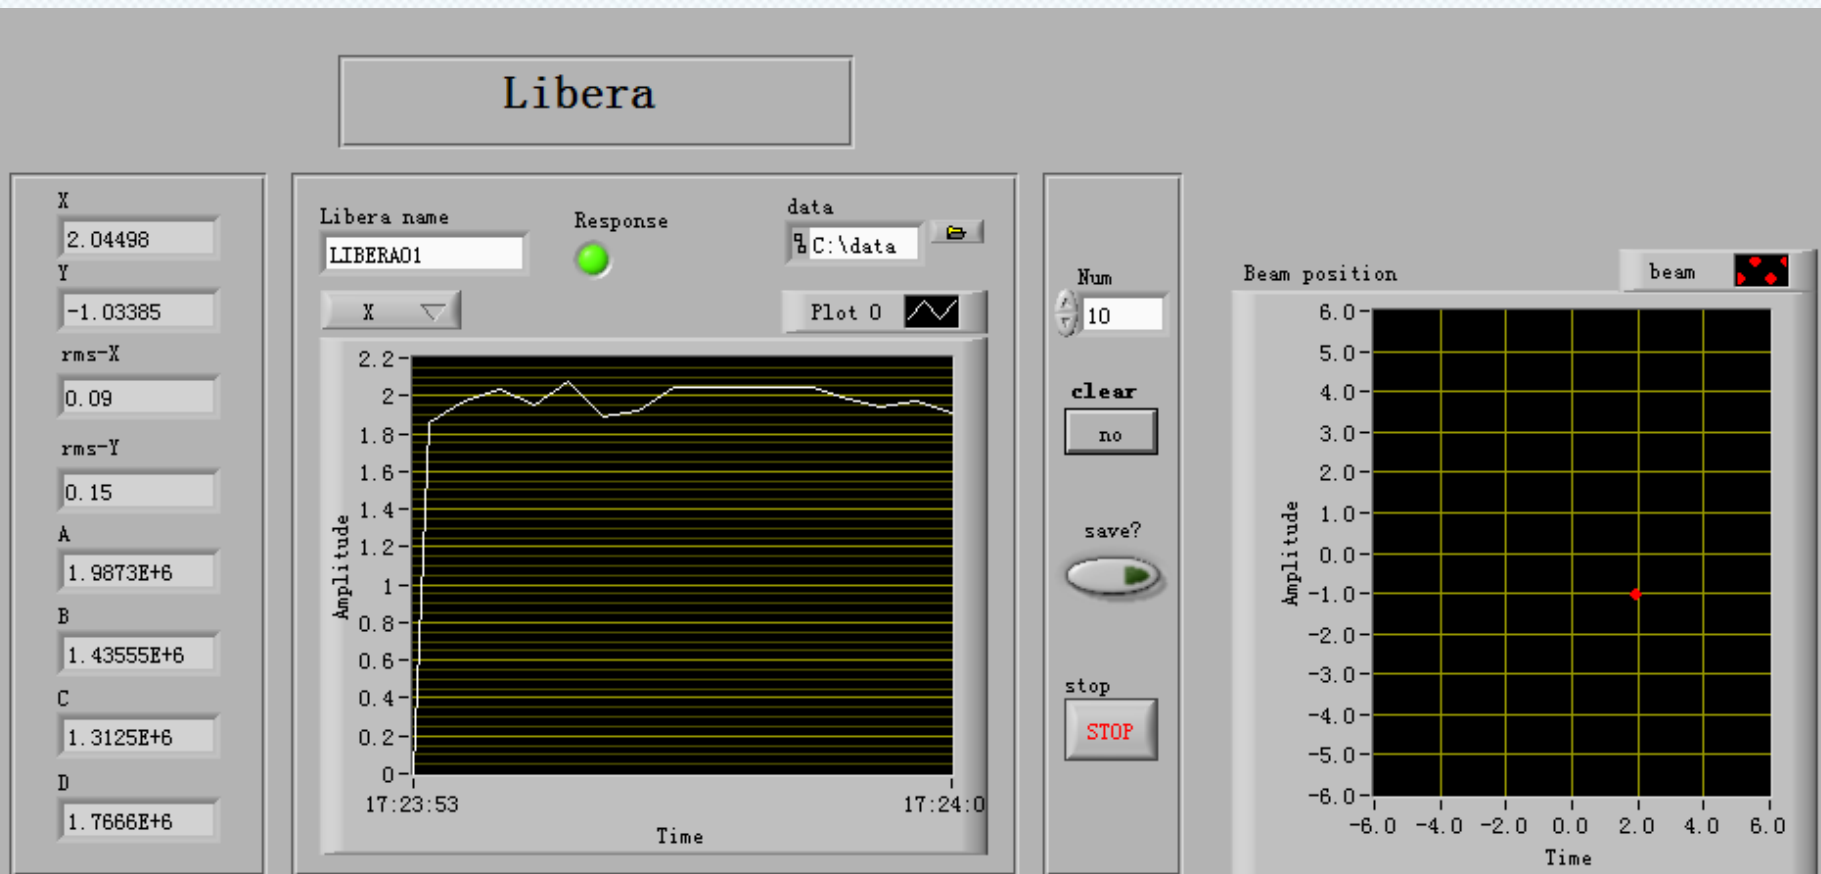 Libera
X
2.04498
Y
-1.03385
rms-X
0.09
rms-Y
0.15
A
1.9873E+6
B
1.43555E+6
C
1.3125E+6
D
1.7666E+6
Libera name
LIBERA01
Response
data
C:\data
X
Plot 0
Amplitude
2.2
2
1.8
1.6
1.4
1.2
1
0.8
0.6
0.4
0.2
0
17:23:53
17:24:0
Time
Num
10
clear
no
save?
stop
STOP
Beam position
beam
Amplitude
6.0
5.0
4.0
3.0
2.0
1.0
0.0
-1.0
-2.0
-3.0
-4.0
-5.0
-6.0
-6.0 -4.0 -2.0 0.0 2.0 4.0 6.0
Time